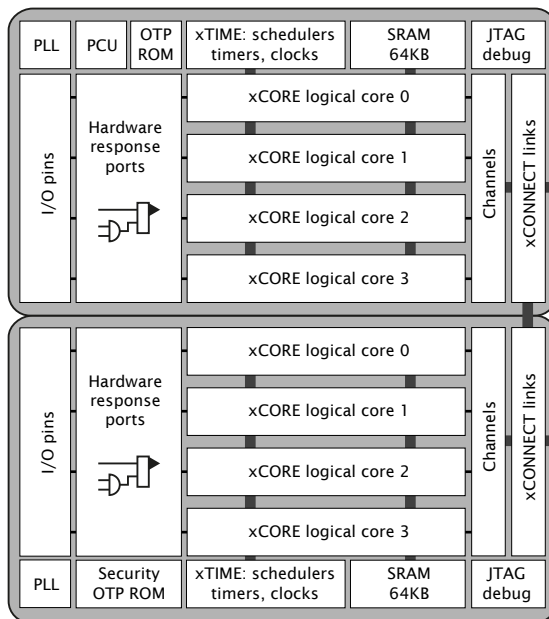 PLL
PCU
OTP
ROM
xTIME: schedulers
timers, clocks
SRAM
64KB
JTAG
debug
I/O pins
Hardware
response
ports
xCORE logical core 0
xCORE logical core 1
xCORE logical core 2
xCORE logical core 3
Channels
xCONNECT links
I/O pins
Hardware
response
ports
xCORE logical core 0
xCORE logical core 1
xCORE logical core 2
xCORE logical core 3
Channels
xCONNECT links
PLL
Security
OTP ROM
xTIME: schedulers
timers, clocks
SRAM
64KB
JTAG
debug